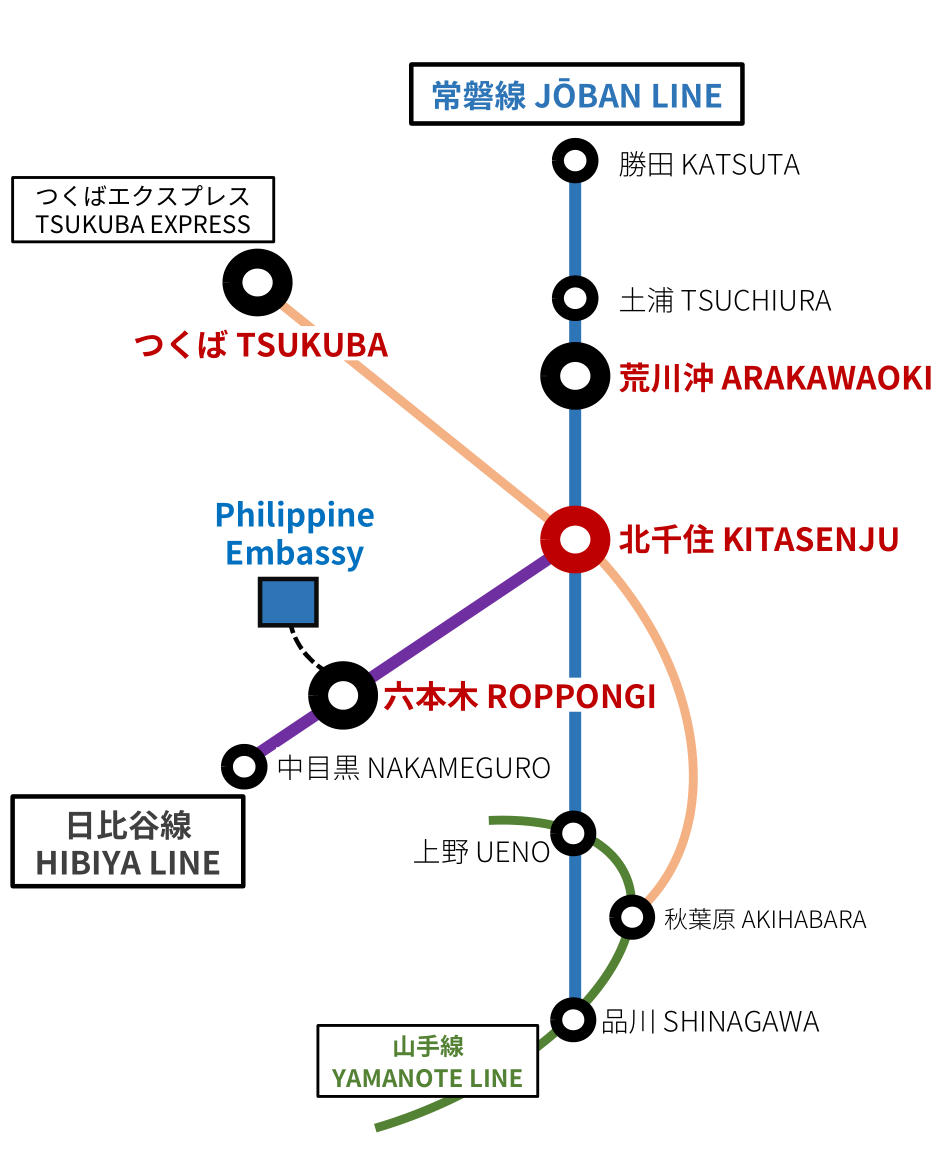 常磐線 JŌBAN LINE
勝田 KATSUTA
つくばエクスプレス
TSUKUBA EXPRESS
土浦 TSUCHIURA
つくば TSUKUBA
荒川沖 ARAKAWAOKI
Philippine
Embassy
北千住 KITASENJU
六本木 ROPPONGI
中目黒 NAKAMEGURO
日比谷線
HIBIYA LINE
上野 UENO
秋葉原 AKIHABARA
品川 SHINAGAWA
山手線
YAMANOTE LINE